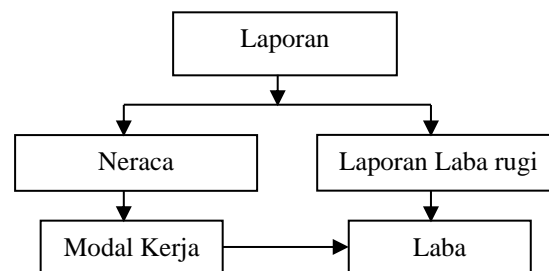 Laporan
Neraca
Laporan Laba rugi
Modal Kerja
Laba